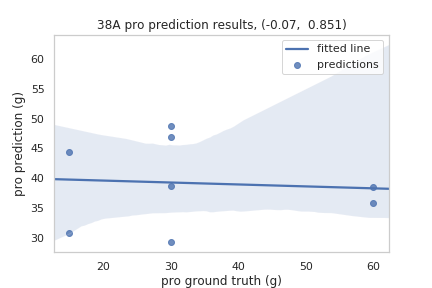 38A pro prediction results, (-0.07,  0.851)
fitted line
predictions
pro prediction (g)
60
55
50
45
40
35
30
20
30
40
50
60
pro ground truth (g)